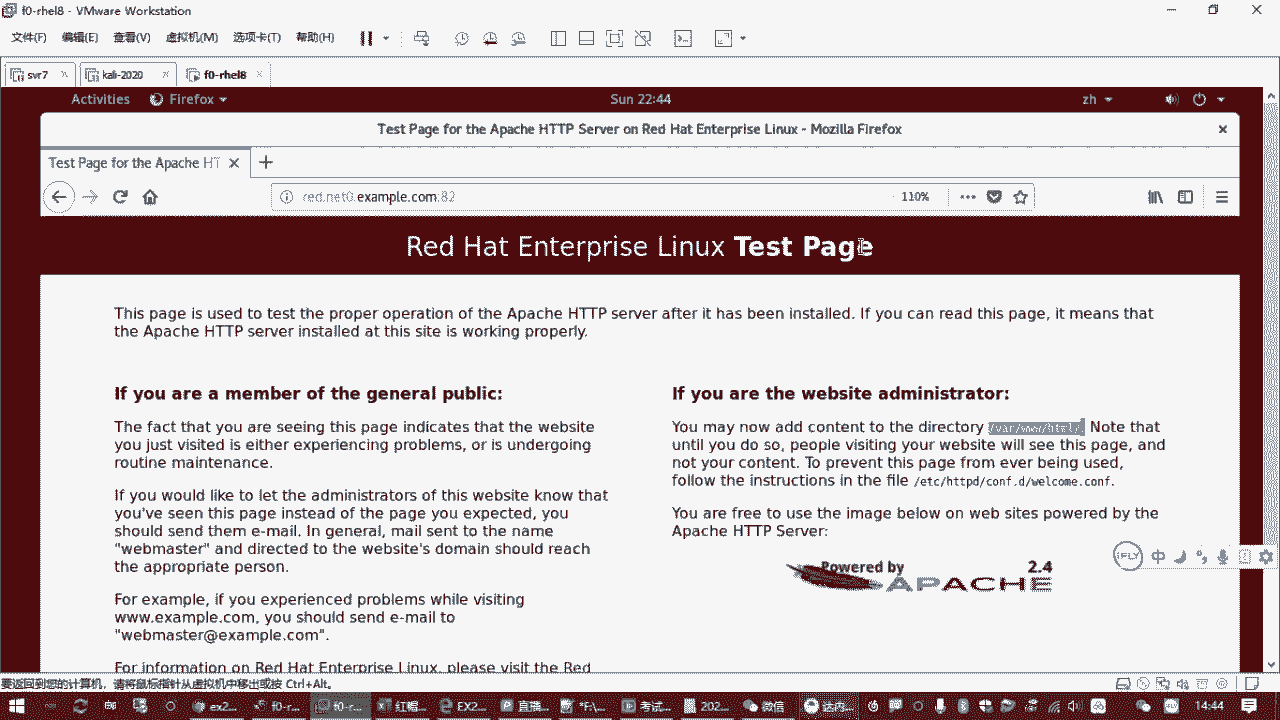 f0-rhel8 - VMware Workstation
文件(F) 编辑(E) 查看(V) 虚拟机(M) 选项卡(T) 帮助(H)
svr7 kali-2020 f0-rhel8
Activities Firefox Sun 22:44 zh
Test Page for the Apache HTTP Server on Red Hat Enterprise Linux - Mozilla Firefox
Test Page for the Apache HT
red.net0.example.com:82 110%
Red Hat Enterprise Linux Test Page
This page is used to test the proper operation of the Apache HTTP server after it has been installed. If you can read this page, it means that
the Apache HTTP server installed at this site is working properly.
If you are a member of the general public:
The fact that you are seeing this page indicates that the website
you just visited is either experiencing problems, or is undergoing
routine maintenance.
If you would like to let the administrators of this website know that
you've seen this page instead of the page you expected, you
should send them e-mail. In general, mail sent to the name
"webmaster" and directed to the website's domain should reach
the appropriate person.
For example, if you experienced problems while visiting
www.example.com, you should send e-mail to
"webmaster@example.com".
For information on Red Hat Enterprise Linux, please visit the Red
If you are the website administrator:
You may now add content to the directory /var/www/html/. Note that
until you do so, people visiting your website will see this page, and
not your content. To prevent this page from ever being used,
follow the instructions in the file /etc/httpd/conf.d/welcome.conf.
You are free to use the image below on web sites powered by the
Apache HTTP Server:
Powered by 2.4
APACHE
iFLY 中
要返回到您的计算机，请将鼠标指针从虚拟机中移出或按 Ctrl+Alt。
ex2... f0-r... f0-r... 红帽... EX2... 直播... *F:\... 考试... 202... 微信 达内... 14:44